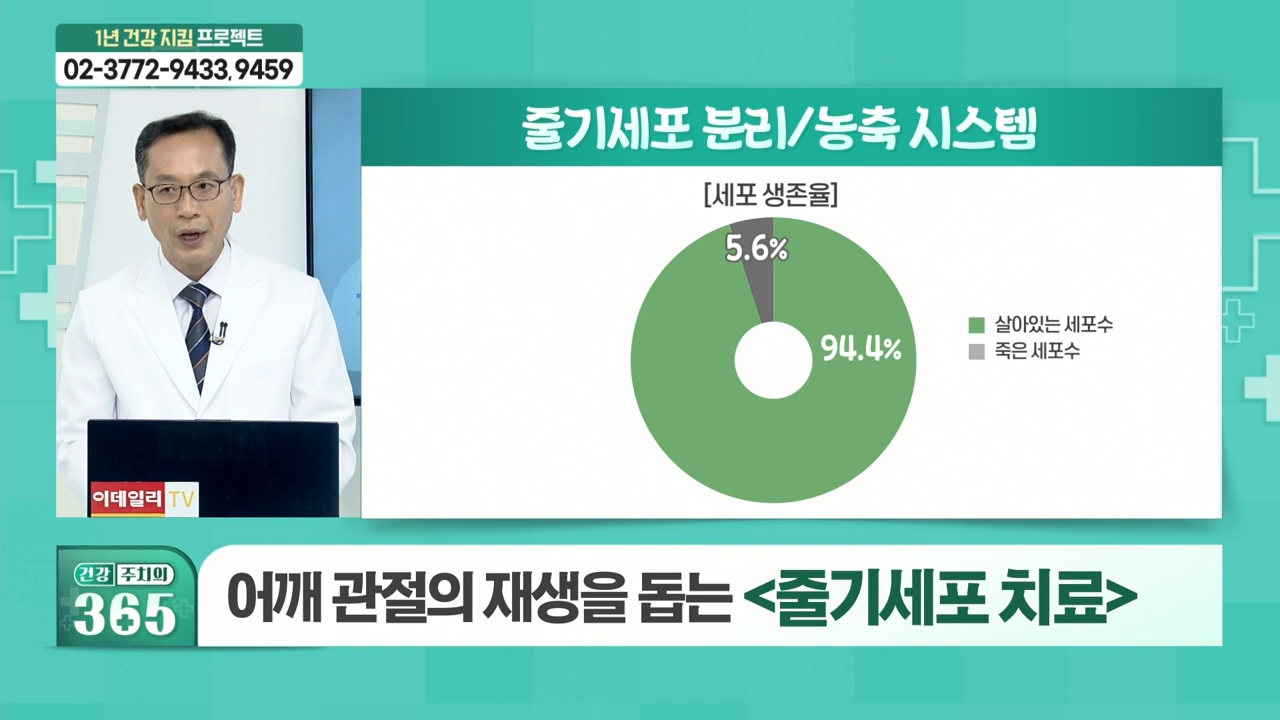 1년 건강 지킴 프로젝트
02-3772-9433, 9459
줄기세포 분리/농축 시스템
[세포 생존율]
5.6%
94.4%
살아있는 세포수
죽은 세포수
이데일리 TV
건강 주치의
365
어깨 관절의 재생을 돕는 <줄기세포 치료>